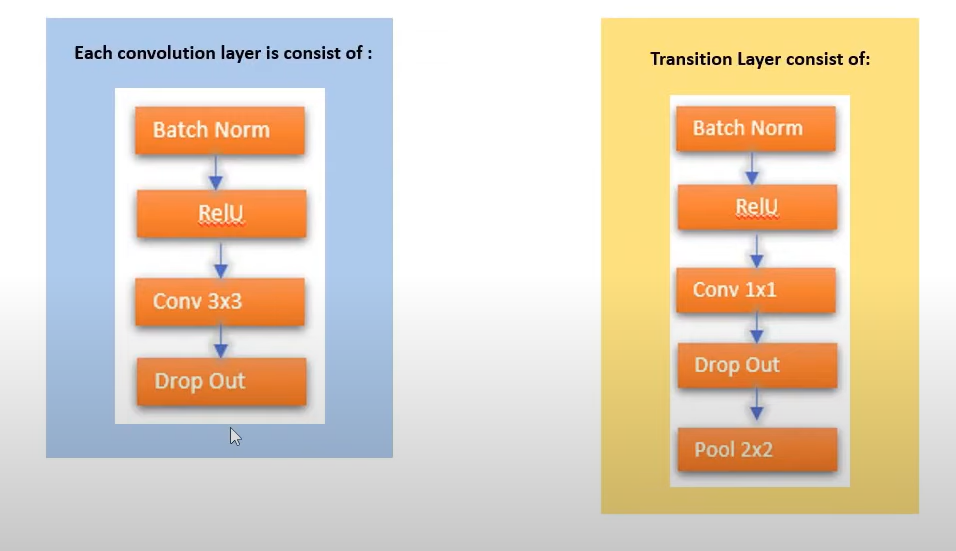 Each convolution layer is consist of :
Batch Norm
RelU
Conv 3x3
Drop Out
Transition Layer consist of:
Batch Norm
RelU
Conv 1x1
Drop Out
Pool 2x2